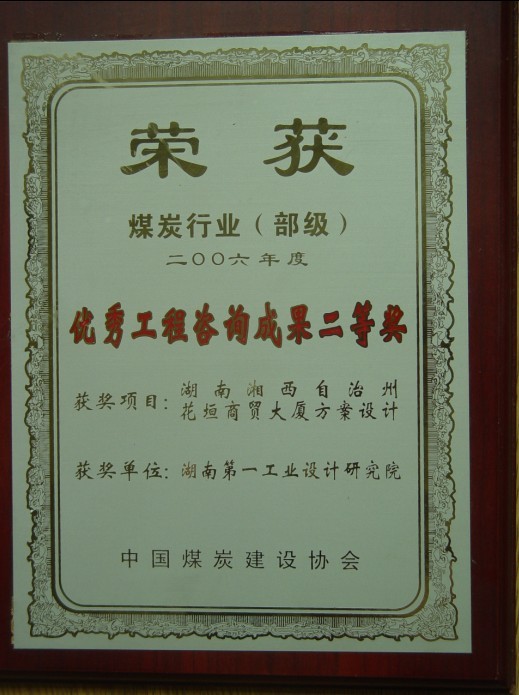 荣获
煤炭行业（部级）
二〇〇六年度
优秀工程咨询成果二等奖
获奖项目：湖南湘西自治州
花垣商贸大厦方案设计
获奖单位：湖南第一工业设计研究院
中国煤炭建设协会